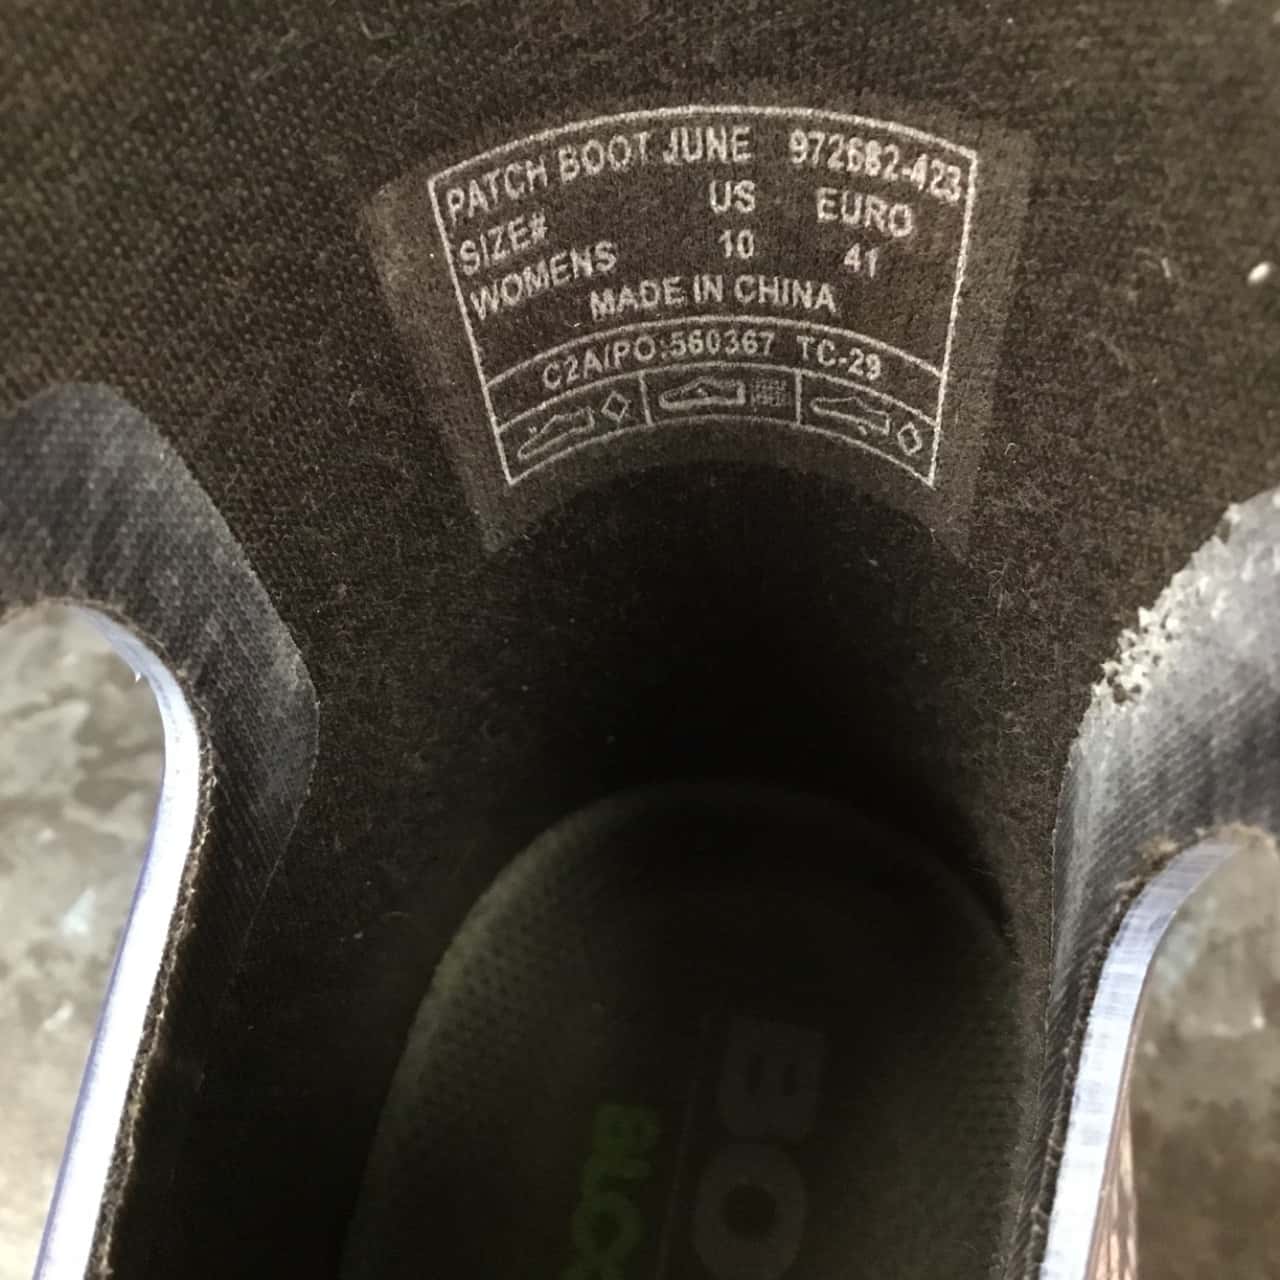 PATCH BOOT JUNE 972682-423
SIZE# US EURO
WOMENS 10 41
MADE IN CHINA
C2A/PO:560367 TC-29
BO